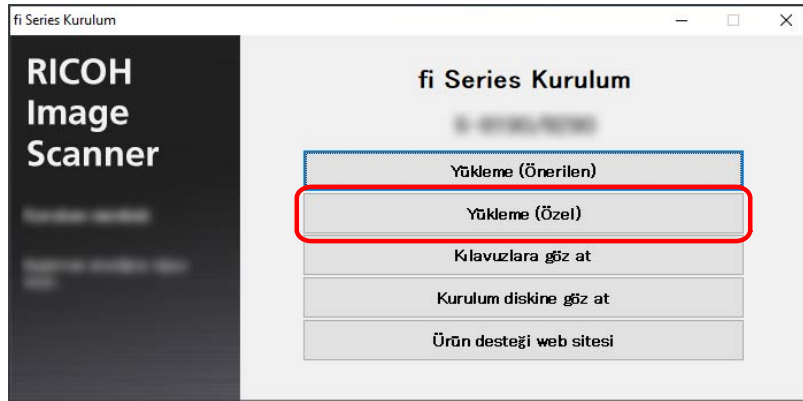 fi Series Kurulum
RICOH
Image
Scanner
fi Series Kurulum
Yükleme (Önerilen)
Yükleme (Özel)
Kılavuzlara göz at
Kurulum diskine göz at
Ürün desteği web sitesi